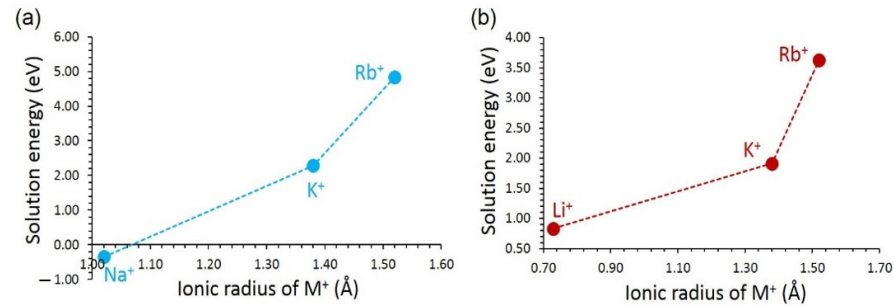 (a)
Solution energy (eV)
6.00
5.00
4.00
3.00
2.00
1.00
0.00
−1.00
1.00 1.10 1.20 1.30 1.40 1.50 1.60
Rb⁺
K⁺
Na⁺
Ionic radius of M⁺ (Å)
(b)
Solution energy (eV)
4.00
3.50
3.00
2.50
2.00
1.50
1.00
0.50
0.70 0.90 1.10 1.30 1.50 1.70
Rb⁺
K⁺
Li⁺
Ionic radius of M⁺ (Å)